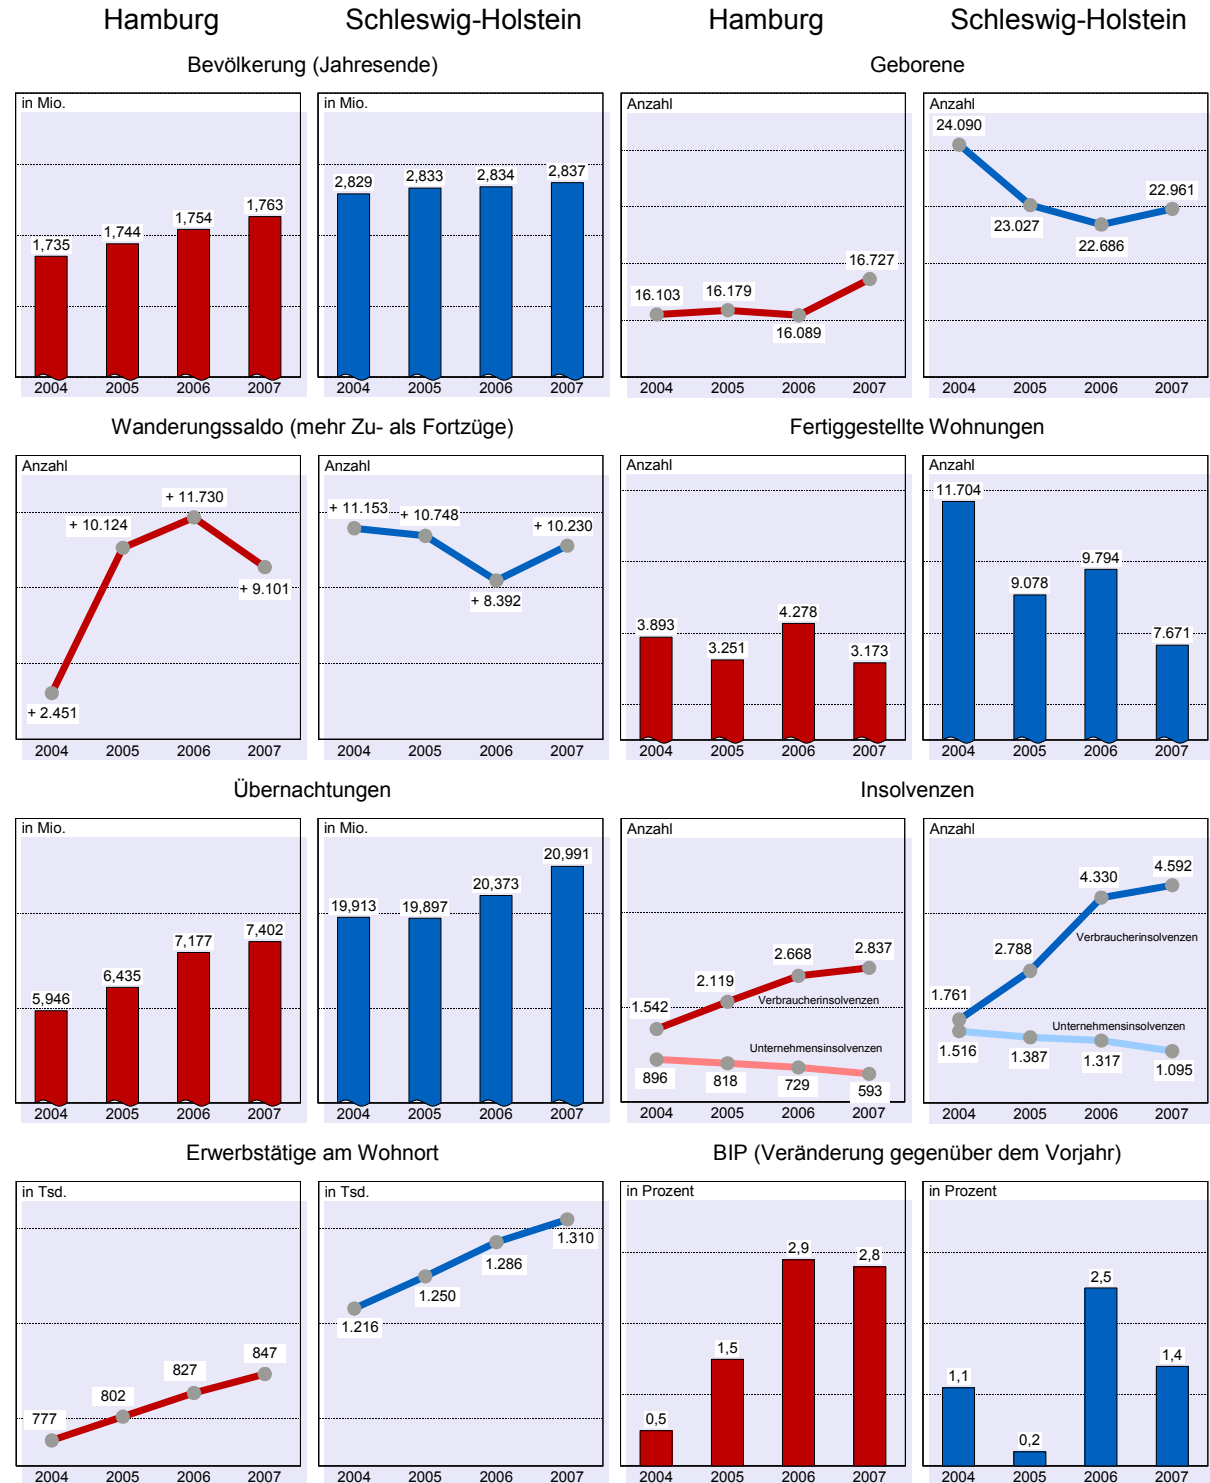 Hamburg Schleswig-Holstein Hamburg Schleswig-Holstein
Bevölkerung (Jahresende) Geborene
in Mio. in Mio. Anzahl Anzahl
1,735 1,744 1,754 1,763
2,829 2,833 2,834 2,837
16.103 16.179 16.089 16.727
24.090 23.027 22.686 22.961
2004 2005 2006 2007 2004 2005 2006 2007 2004 2005 2006 2007 2004 2005 2006 2007
Wanderungssaldo (mehr Zu- als Fortzüge) Fertiggestellte Wohnungen
Anzahl Anzahl Anzahl Anzahl
+ 2.451 + 10.124 + 11.730 + 9.101
+ 11.153 + 10.748 + 8.392 + 10.230
3.893 3.251 4.278 3.173
11.704 9.078 9.794 7.671
2004 2005 2006 2007 2004 2005 2006 2007 2004 2005 2006 2007 2004 2005 2006 2007
Übernachtungen Insolvenzen
in Mio. in Mio. Anzahl Anzahl
5,946 6,435 7,177 7,402
19,913 19,897 20,373 20,991
1.542 2.119 2.668 2.837
Verbraucherinsolvenzen
Unternehmensinsolvenzen
896 818 729 593
1.761 2.788 4.330 4.592
Verbraucherinsolvenzen
Unternehmensinsolvenzen
1.516 1.387 1.317 1.095
2004 2005 2006 2007 2004 2005 2006 2007 2004 2005 2006 2007 2004 2005 2006 2007
Erwerbstätige am Wohnort BIP (Veränderung gegenüber dem Vorjahr)
in Tsd. in Tsd. in Prozent in Prozent
777 802 827 847
1.216 1.250 1.286 1.310
0,5 1,5 2,9 2,8
1,1 0,2 2,5 1,4
2004 2005 2006 2007 2004 2005 2006 2007 2004 2005 2006 2007 2004 2005 2006 2007